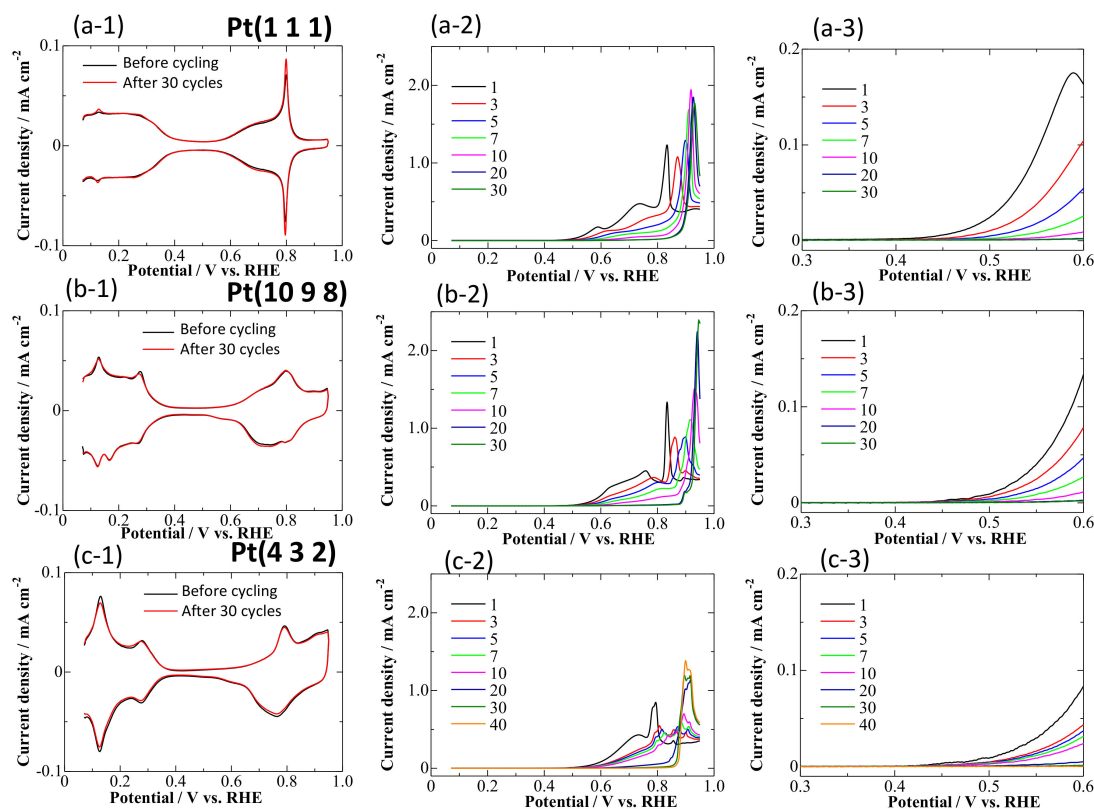 (a-1)
Pt(1 1 1)
0.1
0
-0.1
Current density / mA cm-2
Before cycling
After 30 cycles
0.0 0.2 0.4 0.6 0.8 1.0
Potential / V vs. RHE
(a-2)
2.0
1.0
0
Current density / mA cm-2
1
3
5
7
10
20
30
0.0 0.2 0.4 0.6 0.8 1.0
Potential / V vs. RHE
(a-3)
0.2
0.1
0
Current density / mA cm-2
1
3
5
7
10
20
30
0.3 0.4 0.5 0.6
Potential / V vs. RHE
(b-1)
Pt(10 9 8)
0.1
0
-0.1
Current density / mA cm-2
Before cycling
After 30 cycles
0.0 0.2 0.4 0.6 0.8 1.0
Potential / V vs. RHE
(b-2)
2.0
1.0
0
Current density / mA cm-2
1
3
5
7
10
20
30
0.0 0.2 0.4 0.6 0.8 1.0
Potential / V vs. RHE
(b-3)
0.2
0.1
0
Current density / mA cm-2
1
3
5
7
10
20
30
0.3 0.4 0.5 0.6
Potential / V vs. RHE
(c-1)
Pt(4 3 2)
0.1
0
-0.1
Current density / mA cm-2
Before cycling
After 30 cycles
0.0 0.2 0.4 0.6 0.8 1.0
Potential / V vs. RHE
(c-2)
2.0
1.0
0
Current density / mA cm-2
1
3
5
7
10
20
30
40
0.0 0.2 0.4 0.6 0.8 1.0
Potential / V vs. RHE
(c-3)
0.2
0.1
0
Current density / mA cm-2
1
3
5
7
10
20
30
40
0.3 0.4 0.5 0.6
Potential / V vs. RHE